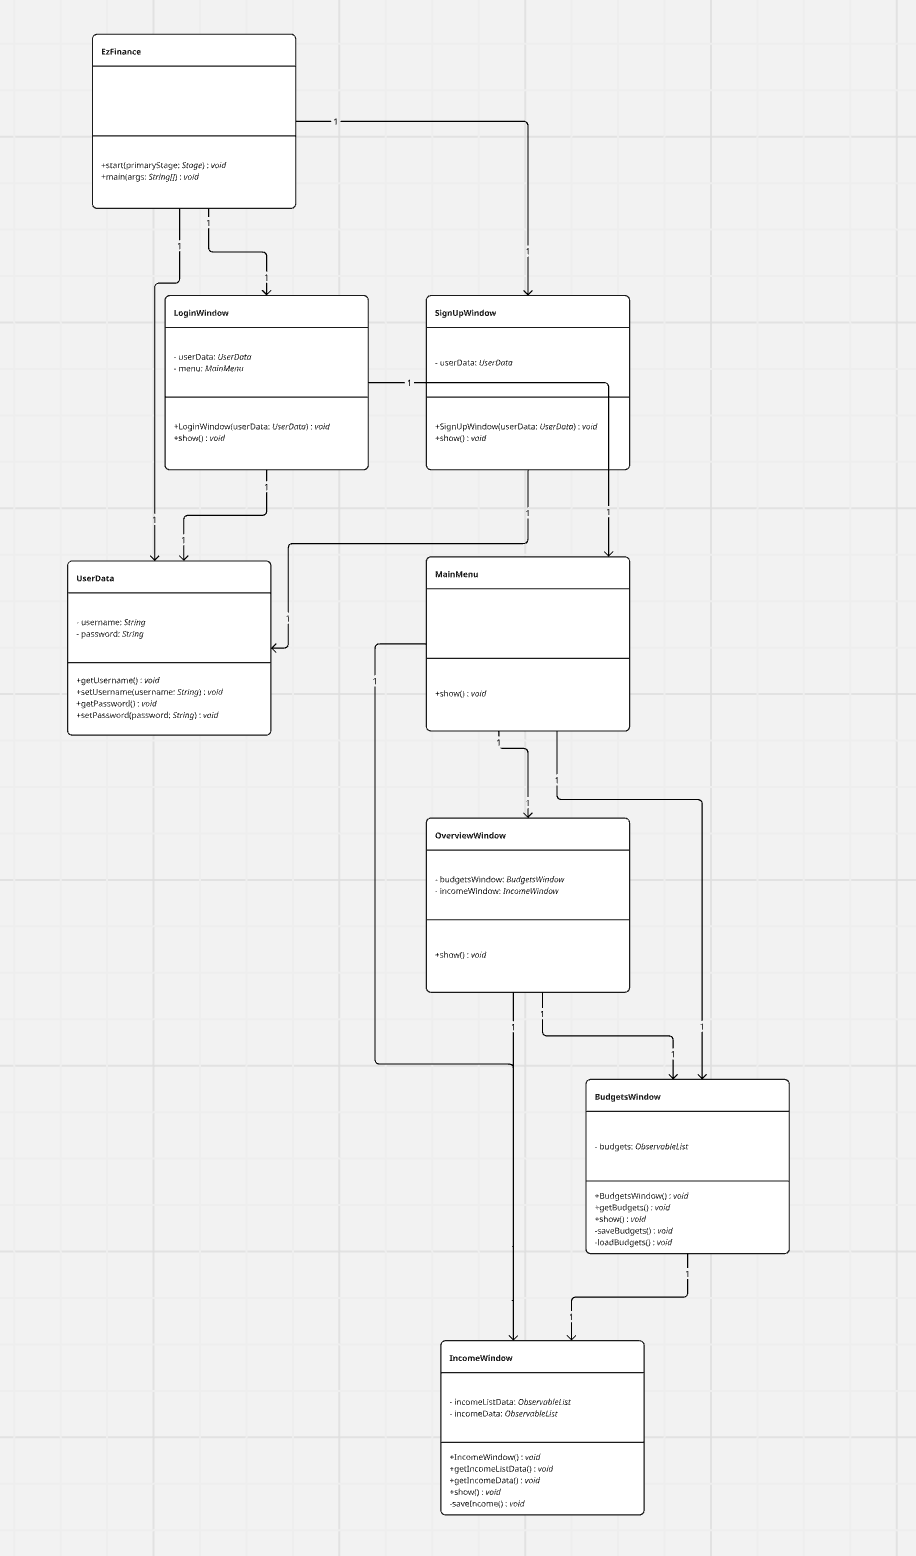 EzFinance
+start(primaryStage: Stage) : void
+main(args: String[]) : void
1
1
1
1
1
LoginWindow
- userData: UserData
- menu: MainMenu
+LoginWindow(userData: UserData) : void
+show() : void
SignUpWindow
- userData: UserData
+SignUpWindow(userData: UserData) : void
+show() : void
1
1
1
1
1
1
1
UserData
- username: String
- password: String
+getUsername() : void
+setUsername(username: String) : void
+getPassword() : void
+setPassword(password: String) : void
MainMenu
+show() : void
1
1
1
1
OverviewWindow
- budgetsWindow: BudgetsWindow
- incomeWindow: IncomeWindow
+show() : void
1
1
1
1
BudgetsWindow
- budgets: ObservableList
+BudgetsWindow() : void
+getBudgets() : void
+show() : void
-saveBudgets() : void
-loadBudgets() : void
1
1
IncomeWindow
- incomeListData: ObservableList
- incomeData: ObservableList
+IncomeWindow() : void
+getIncomeListData() : void
+getIncomeData() : void
+show() : void
-saveIncome() : void